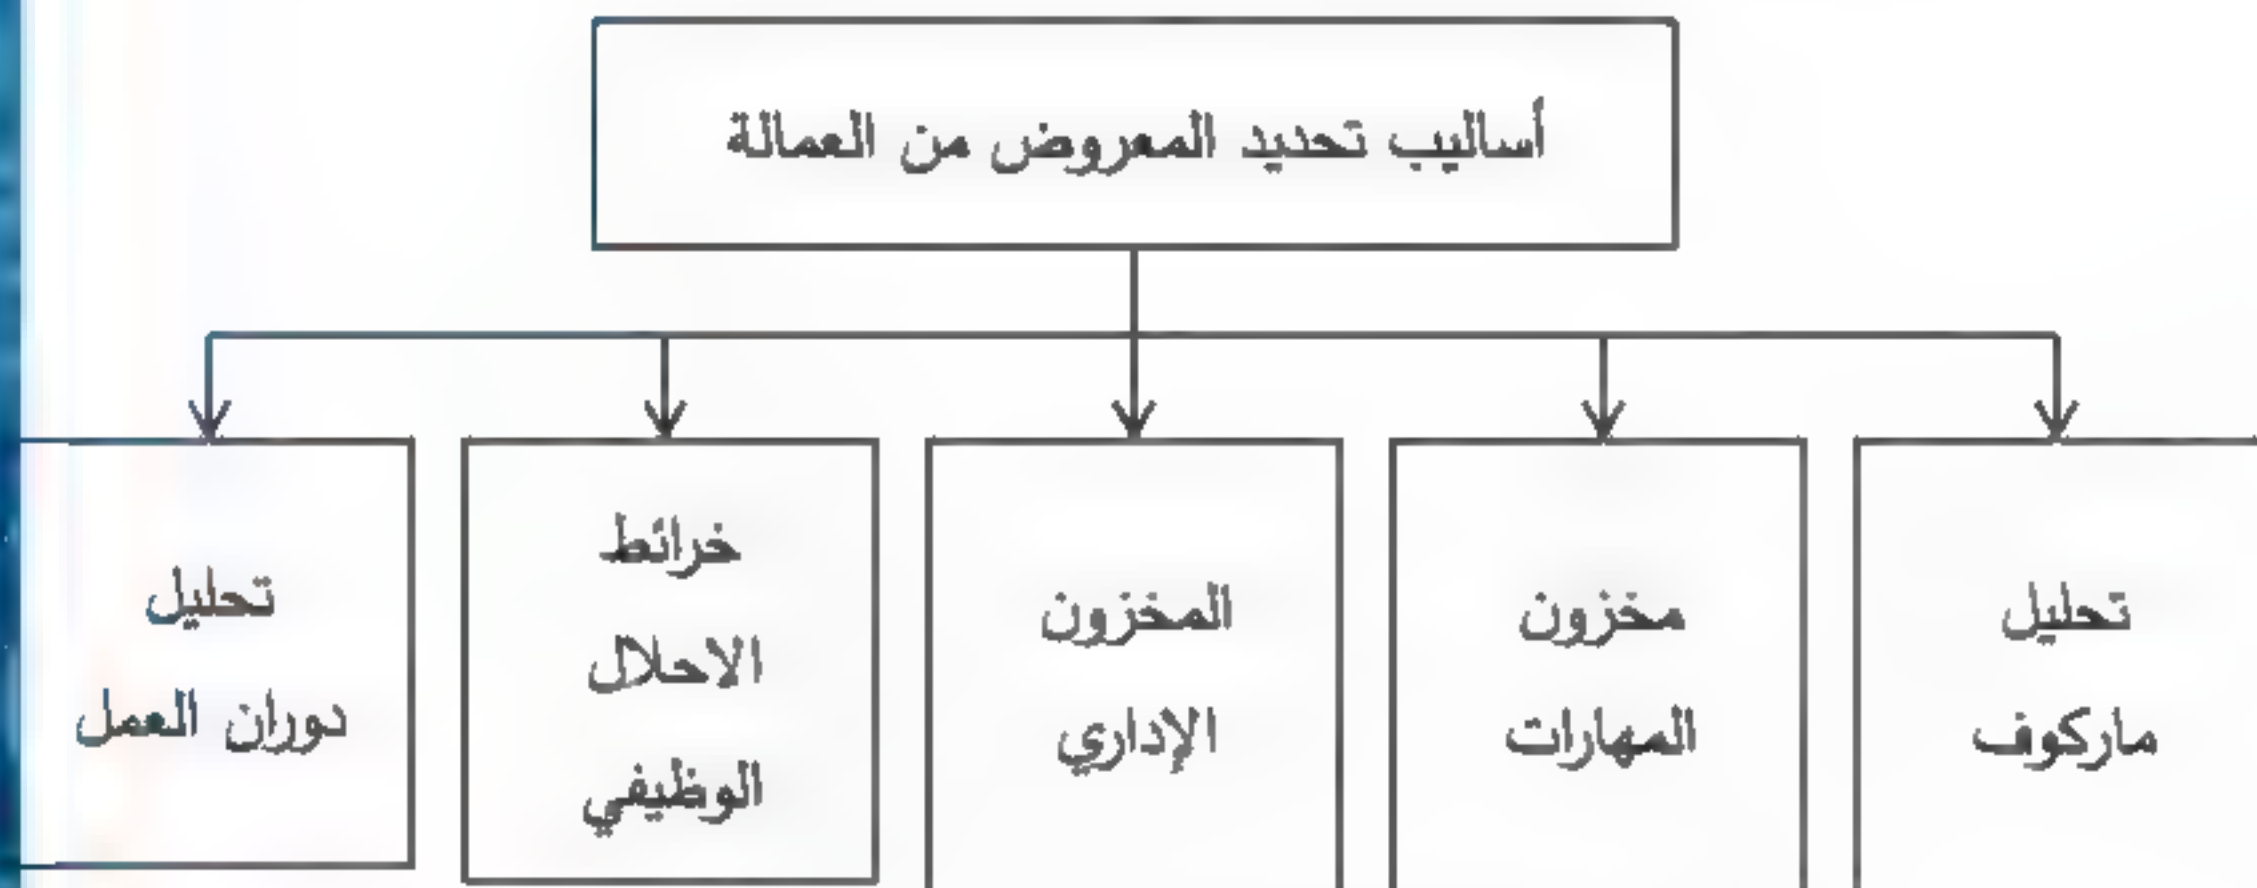 أساليب تحديد المعروض من العمالة
تحليل
ماركوف
مخزون
المهارات
المخزون
الإداري
خرائط
الاحلال
الوظيفي
تحليل
دوران العمل